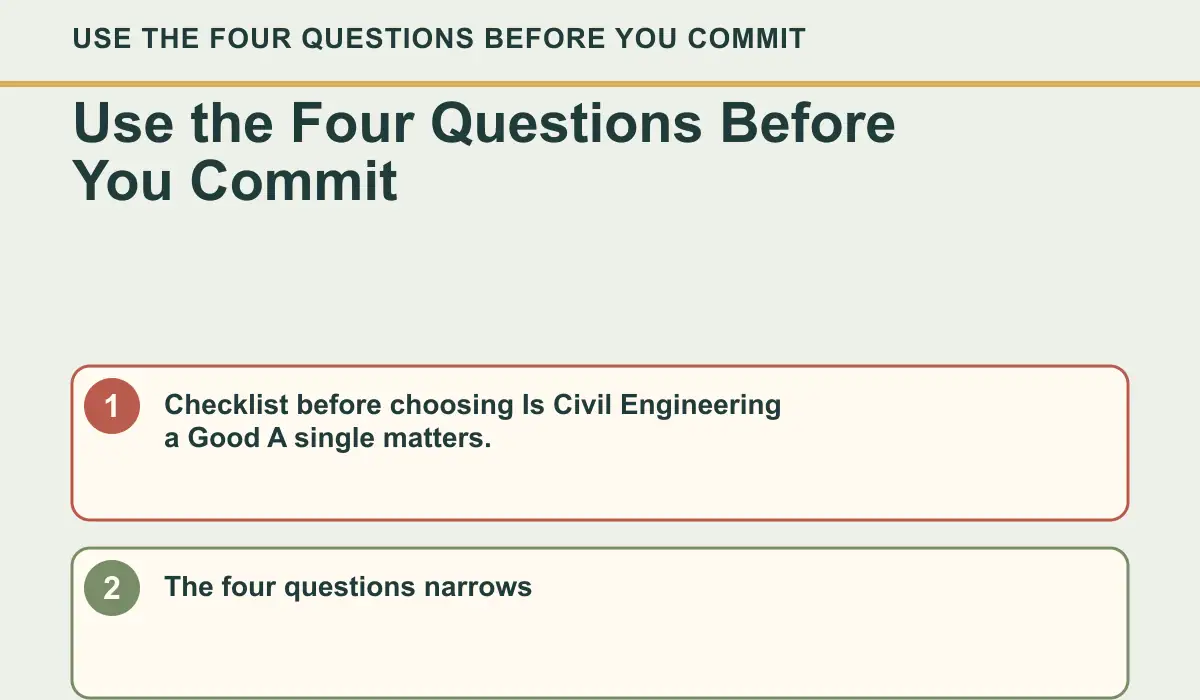 USE THE FOUR QUESTIONS BEFORE YOU COMMIT
Use the Four Questions Before
You Commit
1
Checklist before choosing Is Civil Engineering
a Good A single matters.
2
The four questions narrows